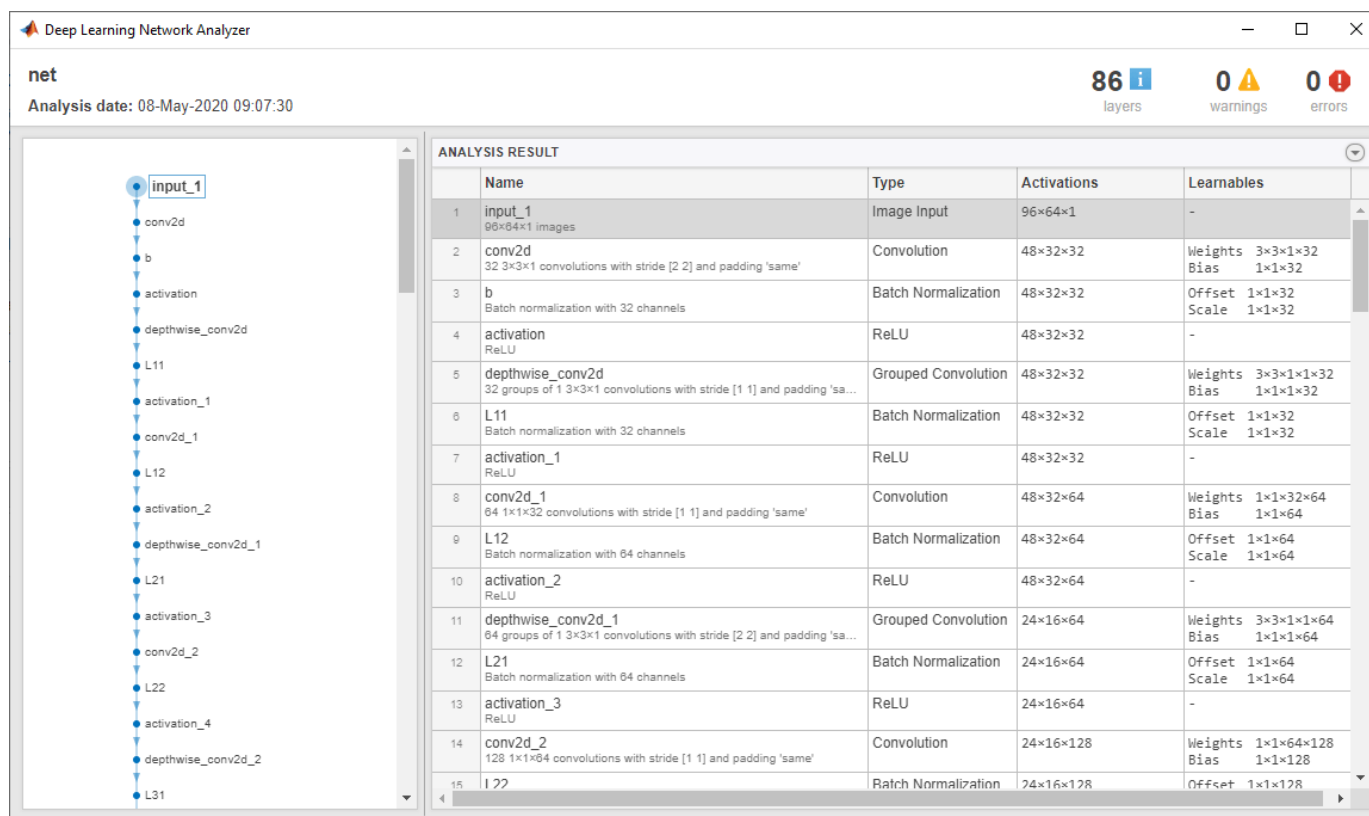 Deep Learning Network Analyzer
net
Analysis date: 08-May-2020 09:07:30
86 i
layers
0
warnings
0
errors
input_1
conv2d
b
activation
depthwise_conv2d
L11
activation_1
conv2d_1
L12
activation_2
depthwise_conv2d_1
L21
activation_3
conv2d_2
L22
activation_4
depthwise_conv2d_2
L31
ANALYSIS RESULT
Name Type Activations Learnables
1 input_1 Image Input 96×64×1 -
96×64×1 images
2 conv2d Convolution 48×32×32 Weights 3×3×1×32
32 3×3×1 convolutions with stride [2 2] and padding 'same' Bias 1×1×32
3 b Batch Normalization 48×32×32 Offset 1×1×32
Batch normalization with 32 channels Scale 1×1×32
4 activation ReLU 48×32×32 -
ReLU
5 depthwise_conv2d Grouped Convolution 48×32×32 Weights 3×3×1×1×32
32 groups of 1 3×3×1 convolutions with stride [1 1] and padding 'sa... Bias 1×1×1×32
6 L11 Batch Normalization 48×32×32 Offset 1×1×32
Batch normalization with 32 channels Scale 1×1×32
7 activation_1 ReLU 48×32×32 -
ReLU
8 conv2d_1 Convolution 48×32×64 Weights 1×1×32×64
64 1×1×32 convolutions with stride [1 1] and padding 'same' Bias 1×1×64
9 L12 Batch Normalization 48×32×64 Offset 1×1×64
Batch normalization with 64 channels Scale 1×1×64
10 activation_2 ReLU 48×32×64 -
ReLU
11 depthwise_conv2d_1 Grouped Convolution 24×16×64 Weights 3×3×1×1×64
64 groups of 1 3×3×1 convolutions with stride [2 2] and padding 'sa... Bias 1×1×1×64
12 L21 Batch Normalization 24×16×64 Offset 1×1×64
Batch normalization with 64 channels Scale 1×1×64
13 activation_3 ReLU 24×16×64 -
ReLU
14 conv2d_2 Convolution 24×16×128 Weights 1×1×64×128
128 1×1×64 convolutions with stride [1 1] and padding 'same' Bias 1×1×128
15 L22 Batch Normalization 24×16×128 Offset 1×1×128